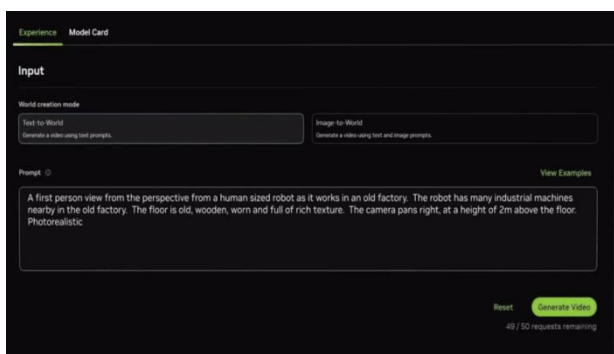 Experience Model Card
Input
World creation mode
Text-to-World Image-to-World
Generate a video using text prompts. Generate a video using text and image prompts.
Prompt View Examples
A first person view from the perspective from a human sized robot as it works in an old factory. The robot has many industrial machines
nearby in the old factory. The floor is old, wooden, worn and full of rich texture. The camera pans right, at a height of 2m above the floor.
Photorealistic
Reset Generate Video
49 / 50 requests remaining